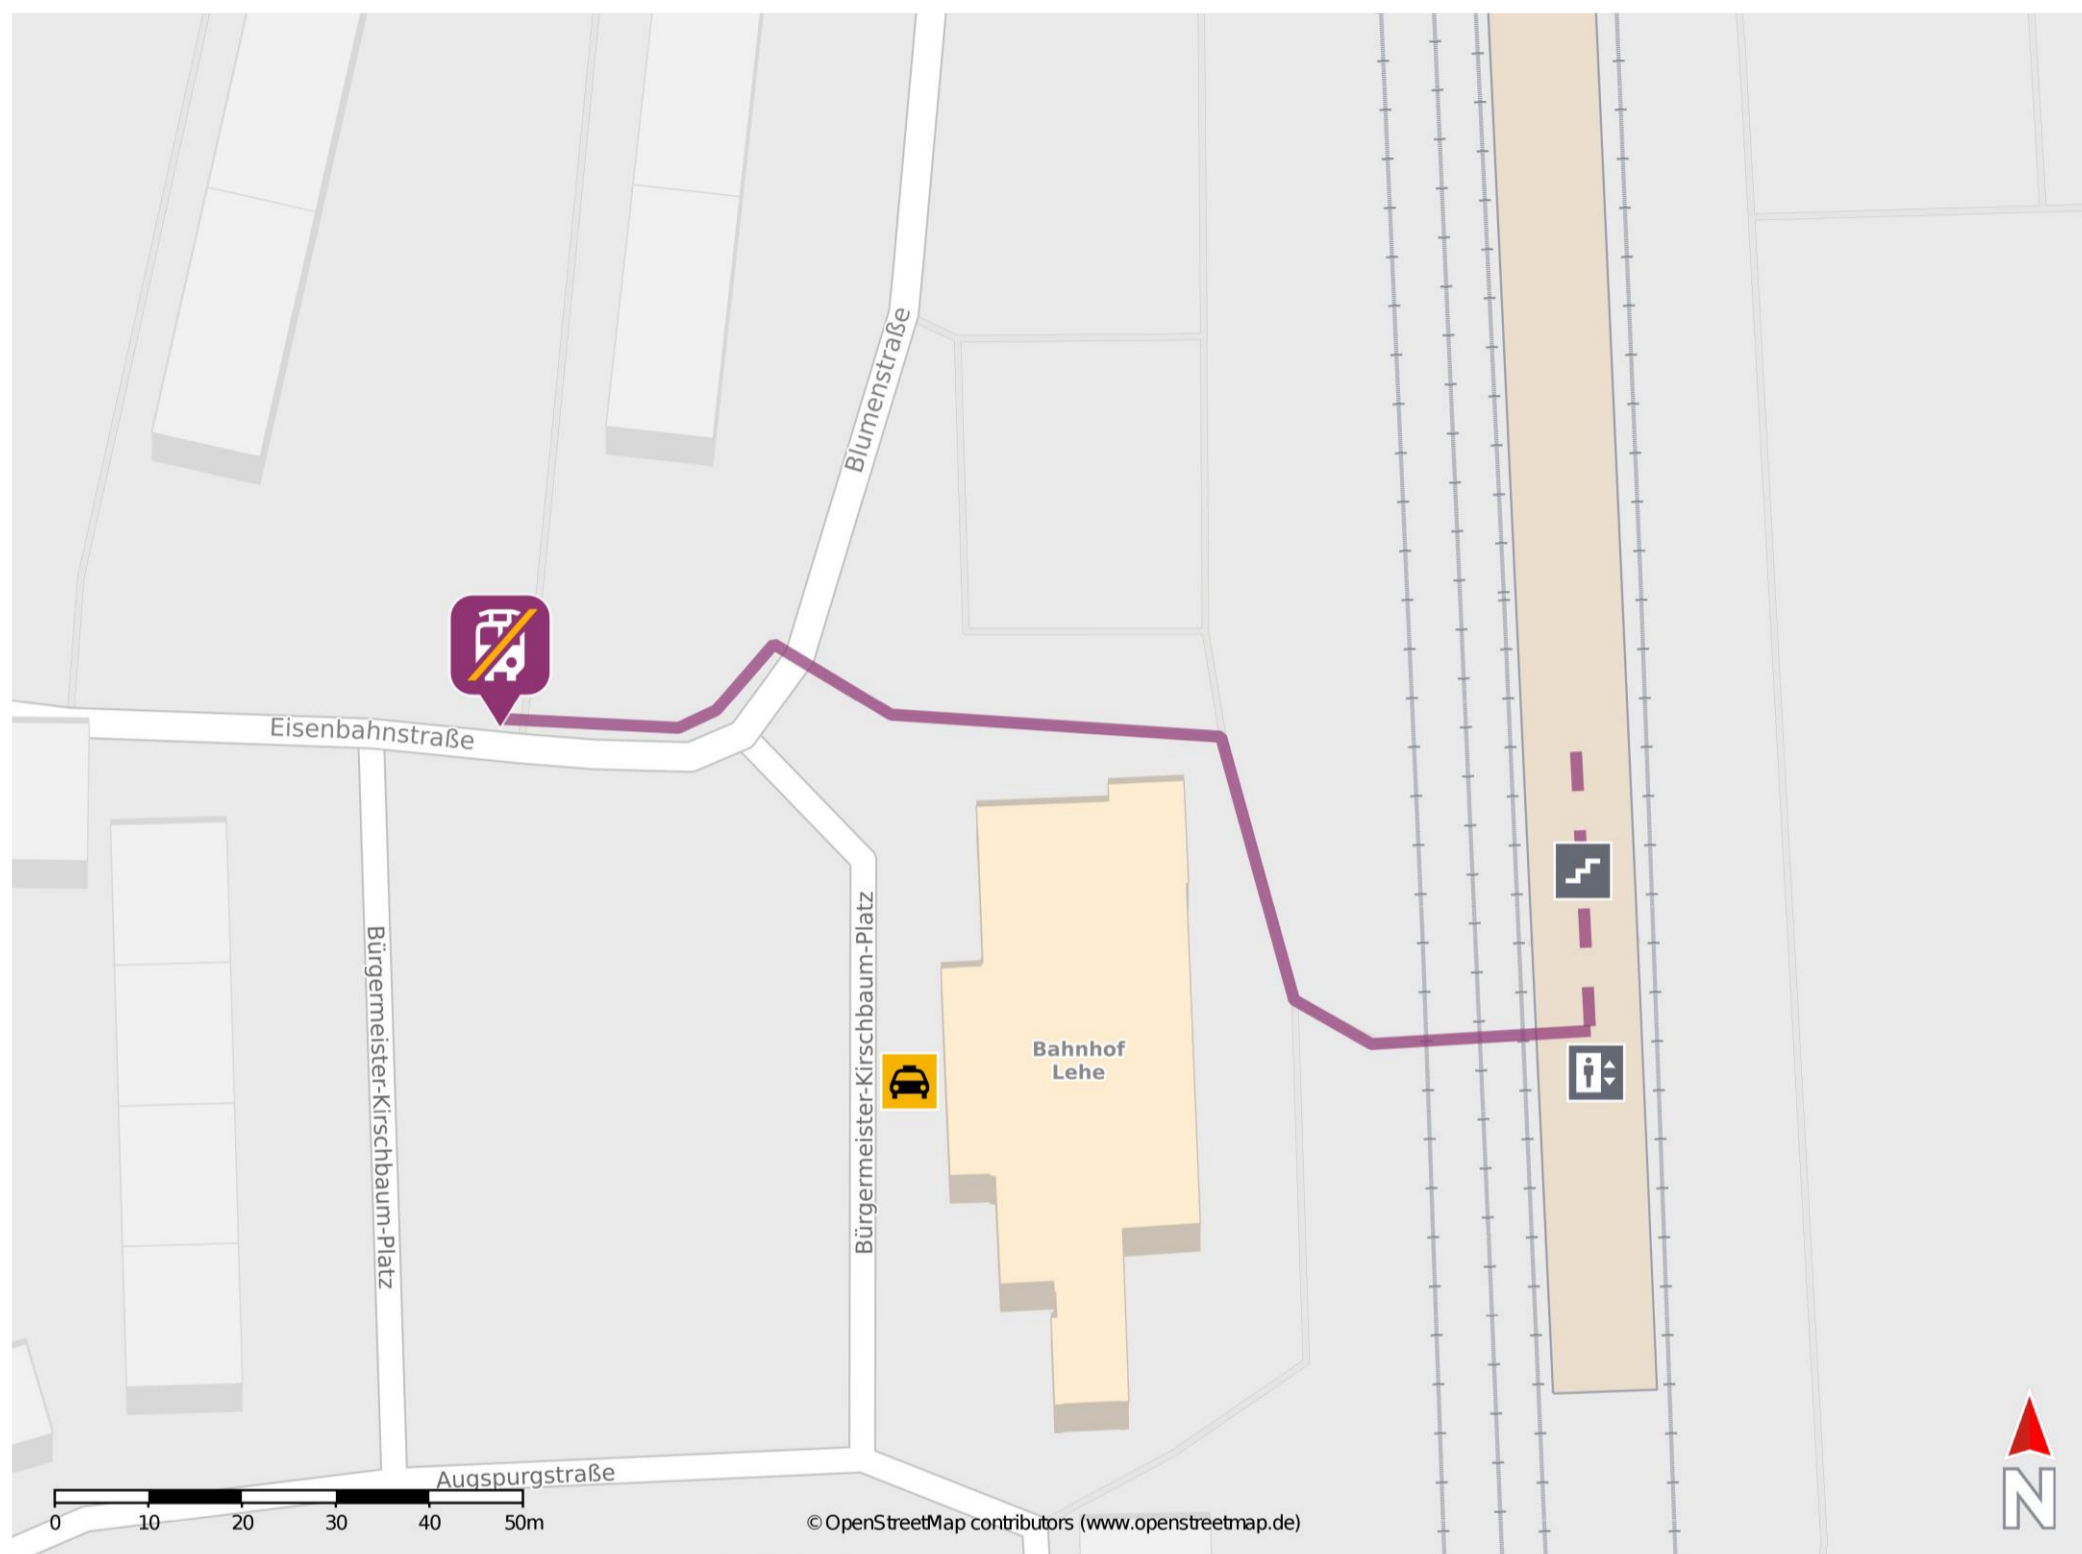 Blumenstraße
Eisenbahnstraße
Bürgermeister-Kirschbaum-Platz
Bürgermeister-Kirschbaum-Platz
Bahnhof
Lehe
Augspurgstraße
0 10 20 30 40 50m
© OpenStreetMap contributors (www.openstreetmap.de)
N